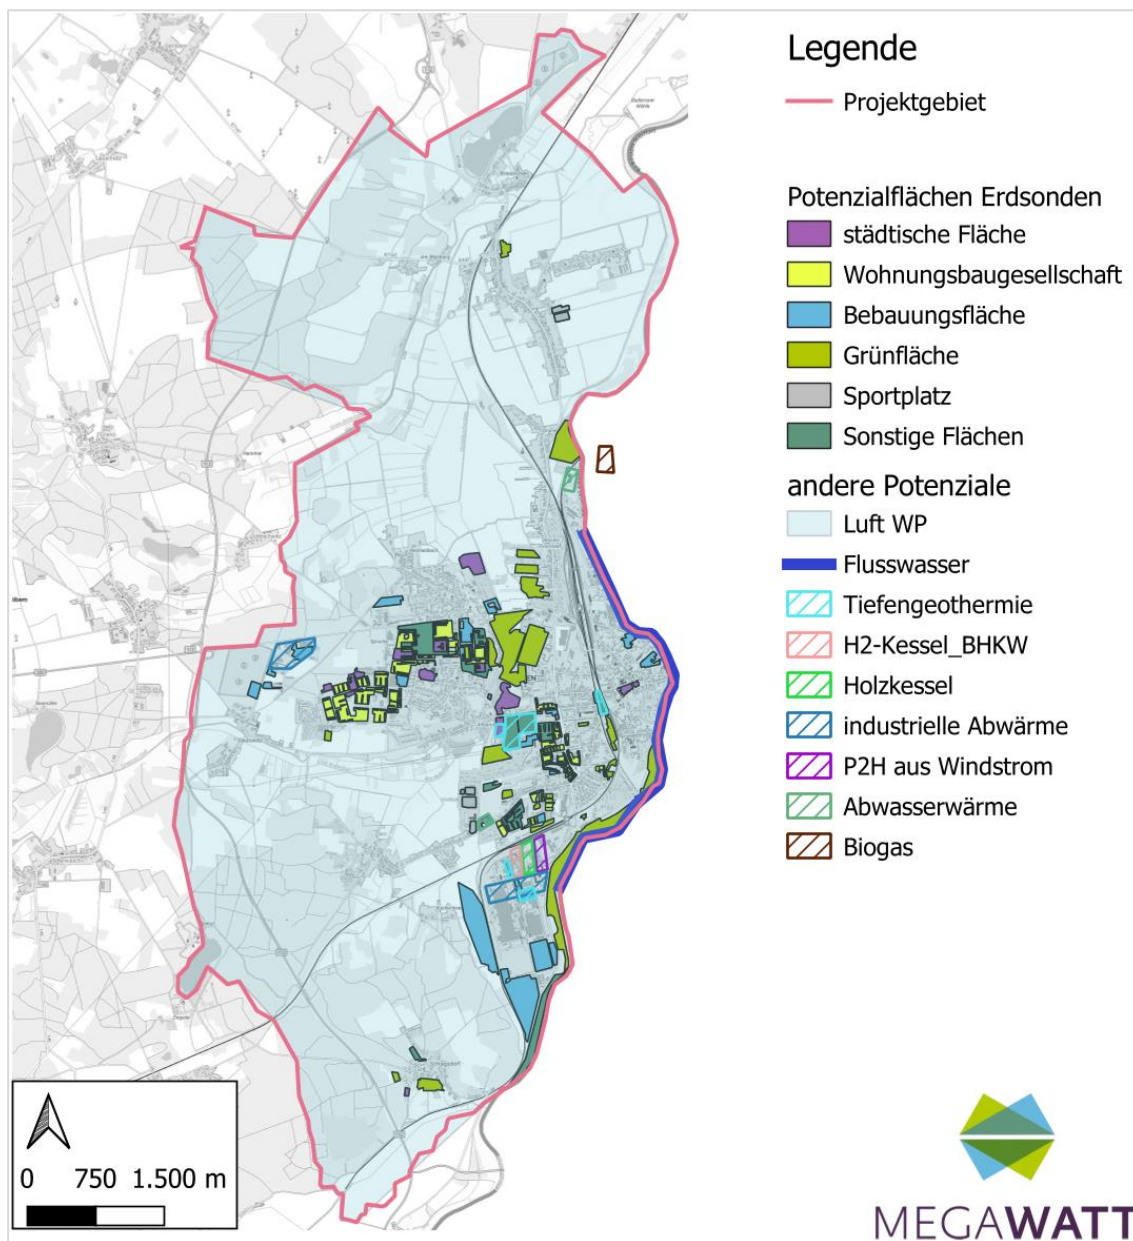 Legende
Projektgebiet
Potenzialflächen Erdsonden
städtische Fläche
Wohnungsbaugesellschaft
Bebauungsfläche
Grünfläche
Sportplatz
Sonstige Flächen
andere Potenziale
Luft WP
Flusswasser
Tiefengeothermie
H2-Kessel_BHKW
Holzkessel
industrielle Abwärme
P2H aus Windstrom
Abwasserwärme
Biogas
0 750 1.500 m
MEGAWATT